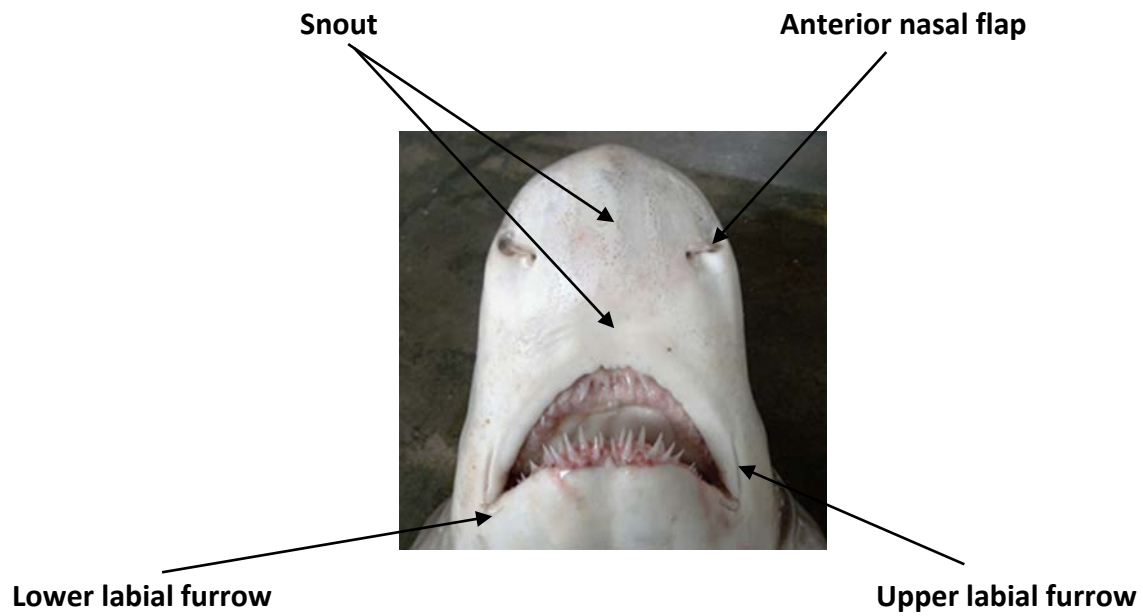 Snout
Anterior nasal flap
Lower labial furrow
Upper labial furrow